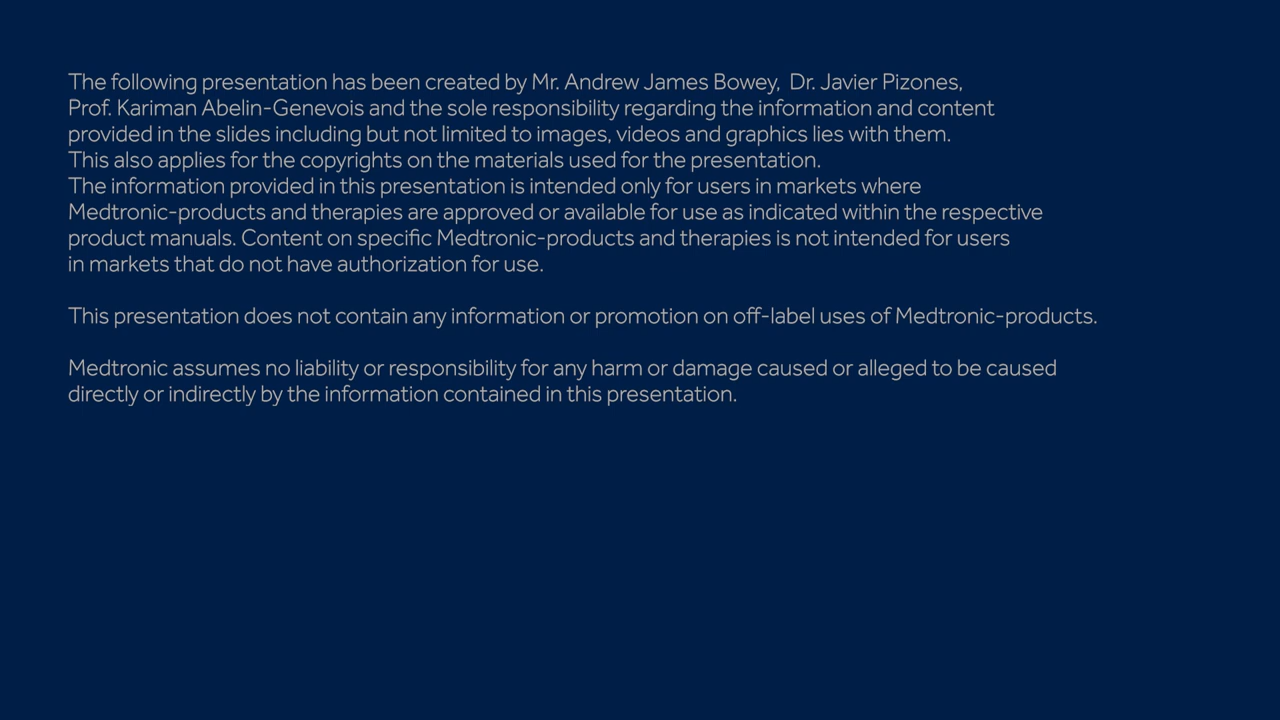 The following presentation has been created by Mr. Andrew James Bowey,  Dr. Javier Pizones,
Prof. Kariman Abelin-Genevois and the sole responsibility regarding the information and content
provided in the slides including but not limited to images, videos and graphics lies with them.
This also applies for the copyrights on the materials used for the presentation.
The information provided in this presentation is intended only for users in markets where
Medtronic-products and therapies are approved or available for use as indicated within the respective
product manuals. Content on specific Medtronic-products and therapies is not intended for users
in markets that do not have authorization for use.
This presentation does not contain any information or promotion on off-label uses of Medtronic-products.
Medtronic assumes no liability or responsibility for any harm or damage caused or alleged to be caused
directly or indirectly by the information contained in this presentation.